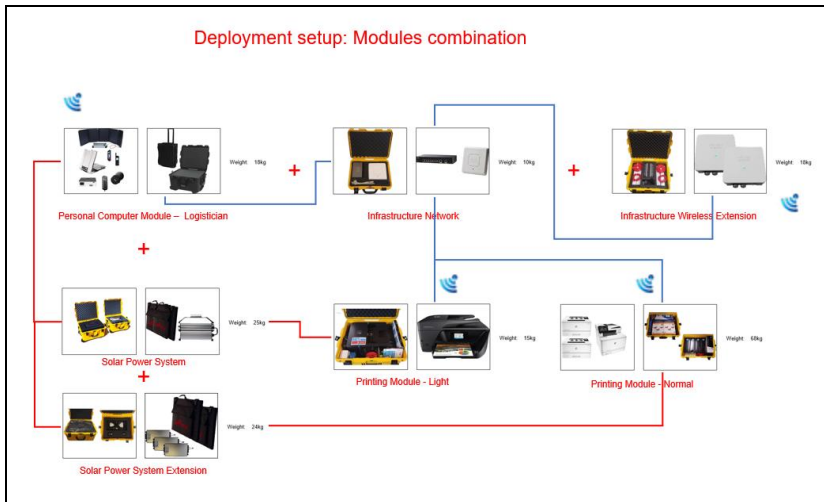 Deployment setup: Modules combination
Weight 18kg
+
Weight 10kg
+
Weight 18kg
Personal Computer Module – Logistician
Infrastructure Network
Infrastructure Wireless Extension
+
Weight 25kg
Weight 15kg
Weight 68kg
Solar Power System
Printing Module - Light
Printing Module - Normal
+
Weight 24kg
Solar Power System Extension